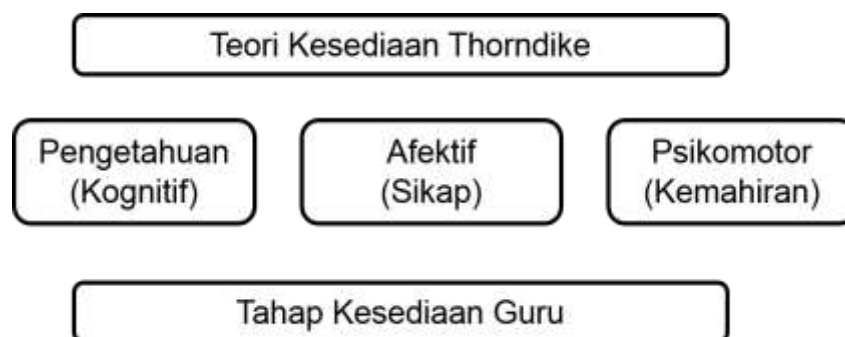 Teori Kesediaan Thorndike
Pengetahuan
(Kognitif)
Afektif
(Sikap)
Psikomotor
(Kemahiran)
Tahap Kesediaan Guru